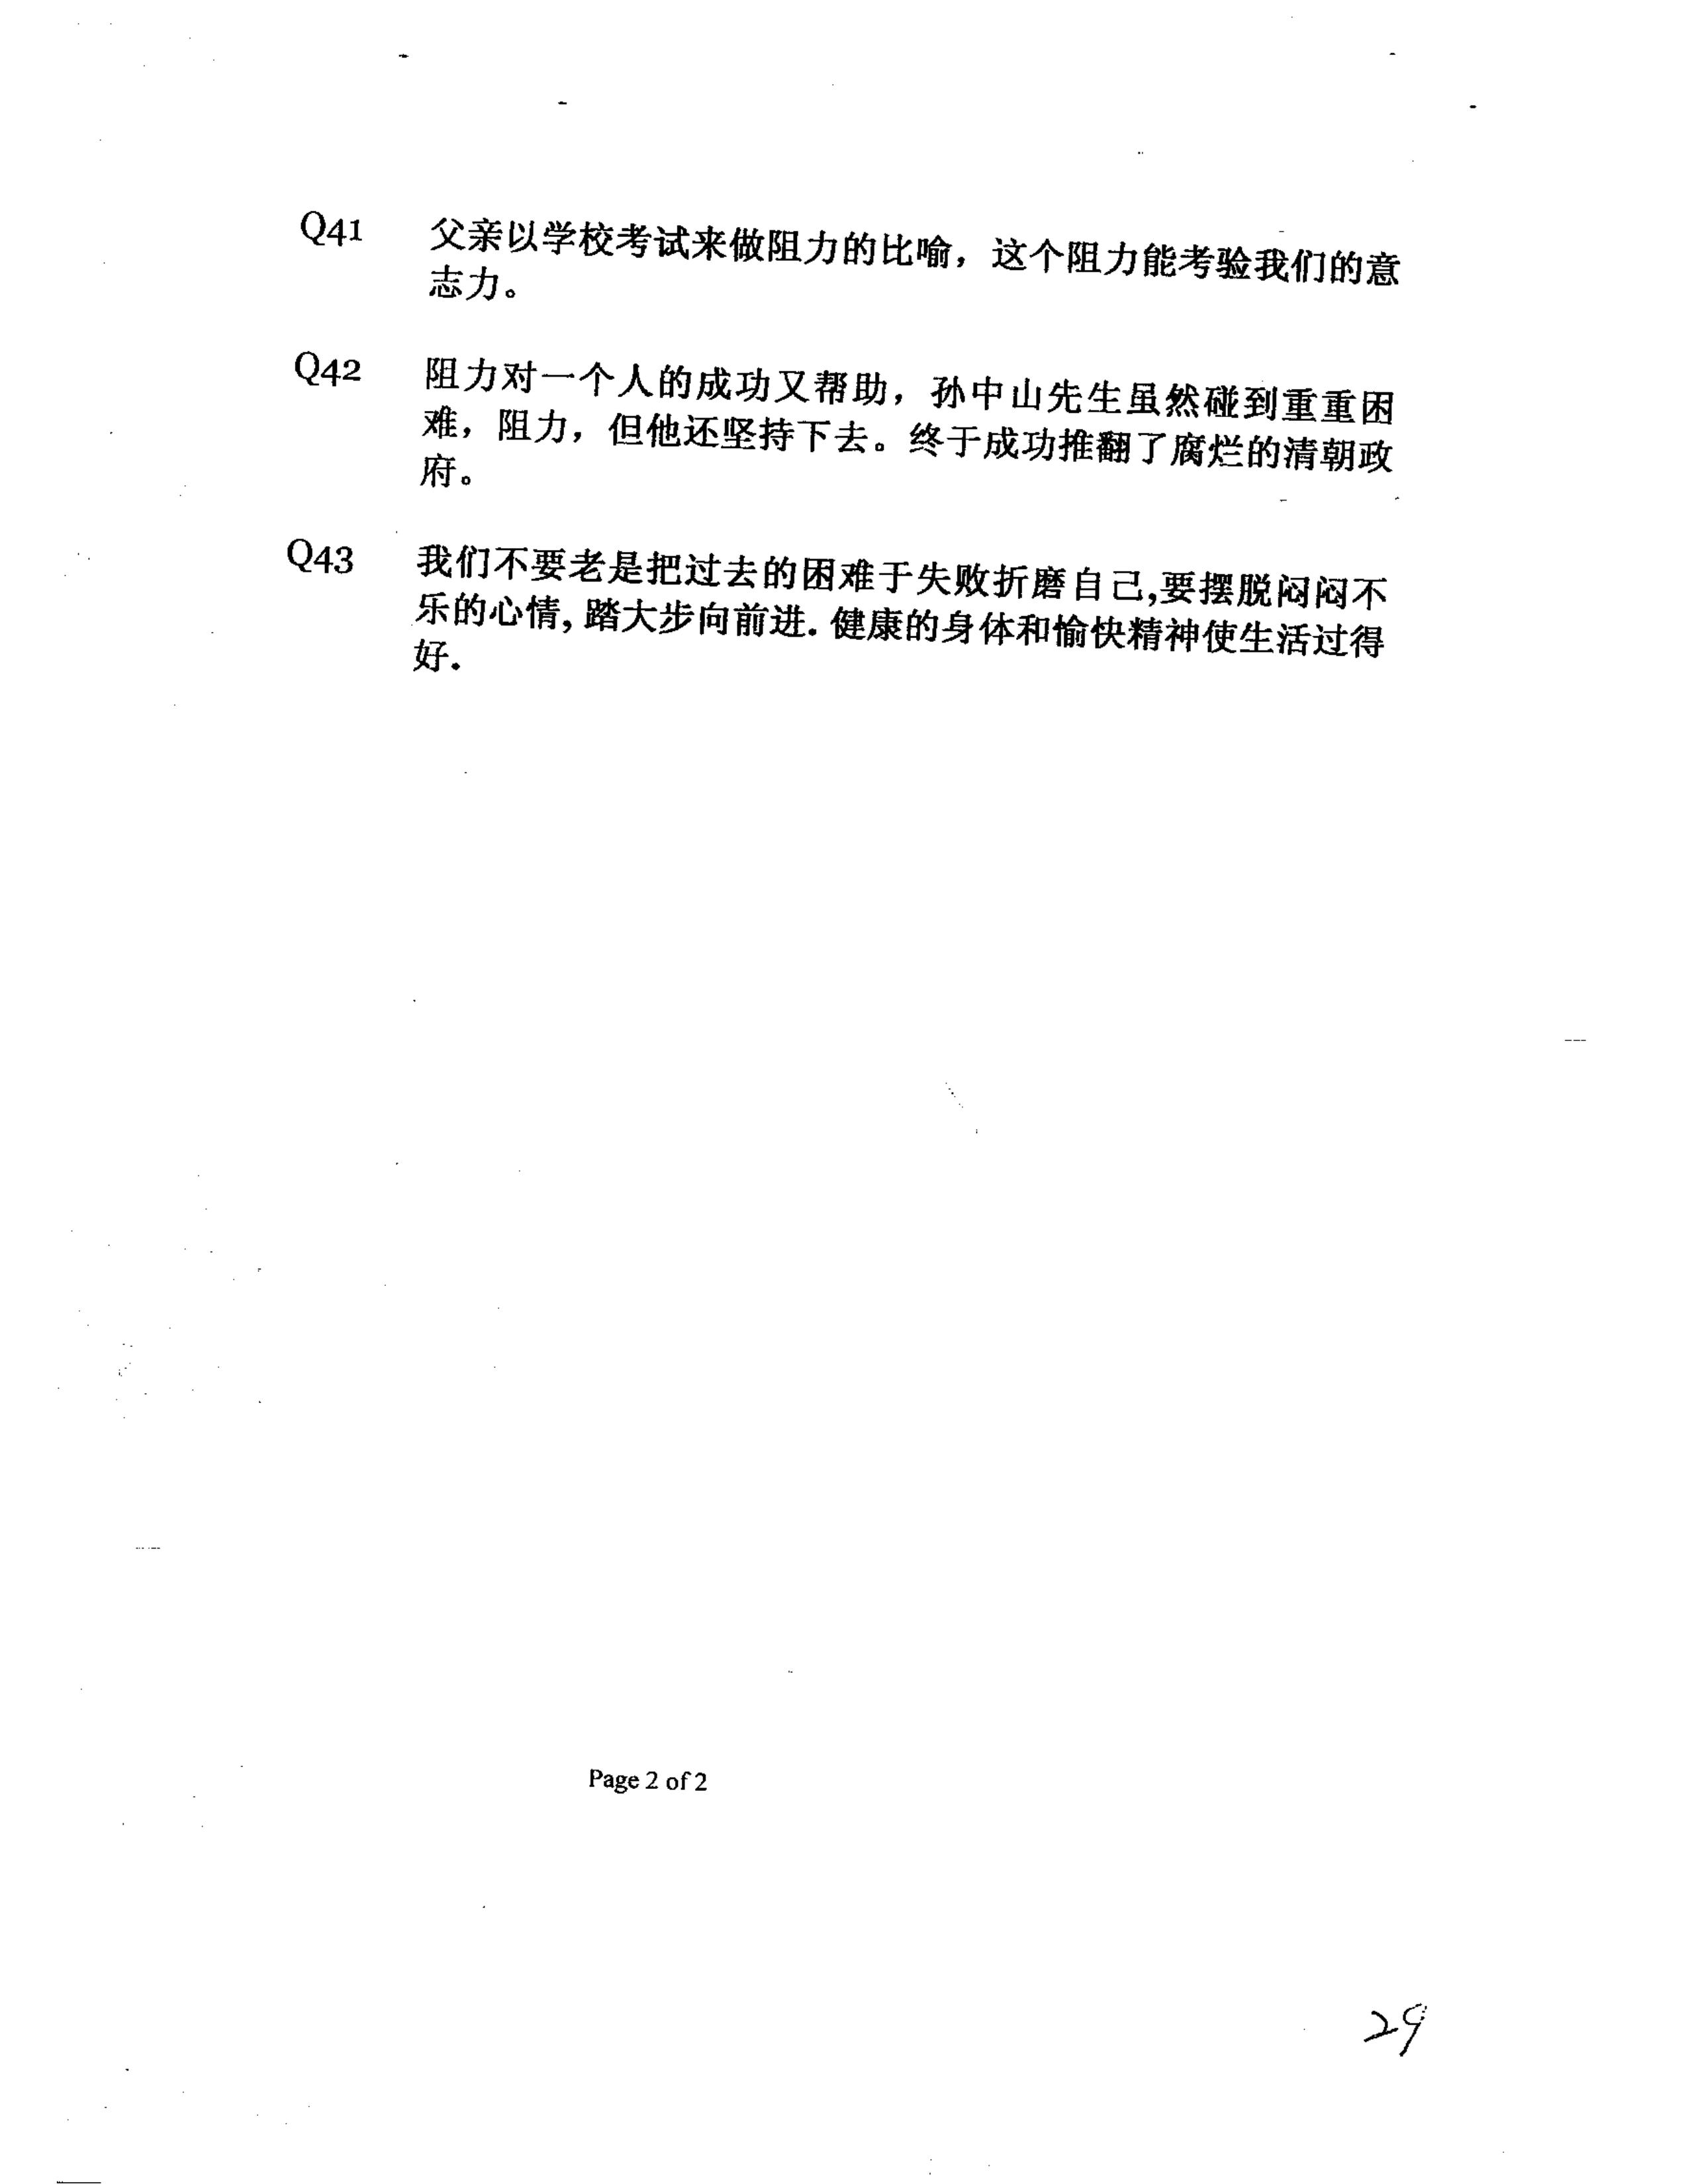 Q41 父亲以学校考试来做阻力的比喻，这个阻力能考验我们的意
志力。
Q42 阻力对一个人的成功又帮助，孙中山先生虽然碰到重重困
难，阻力，但他还坚持下去。终于成功推翻了腐烂的清朝政
府。
Q43 我们不要老是把过去的困难于失败折磨自己,要摆脱闷闷不
乐的心情,踏大步向前进.健康的身体和愉快精神使生活过得
好.
Page 2 of 2
29